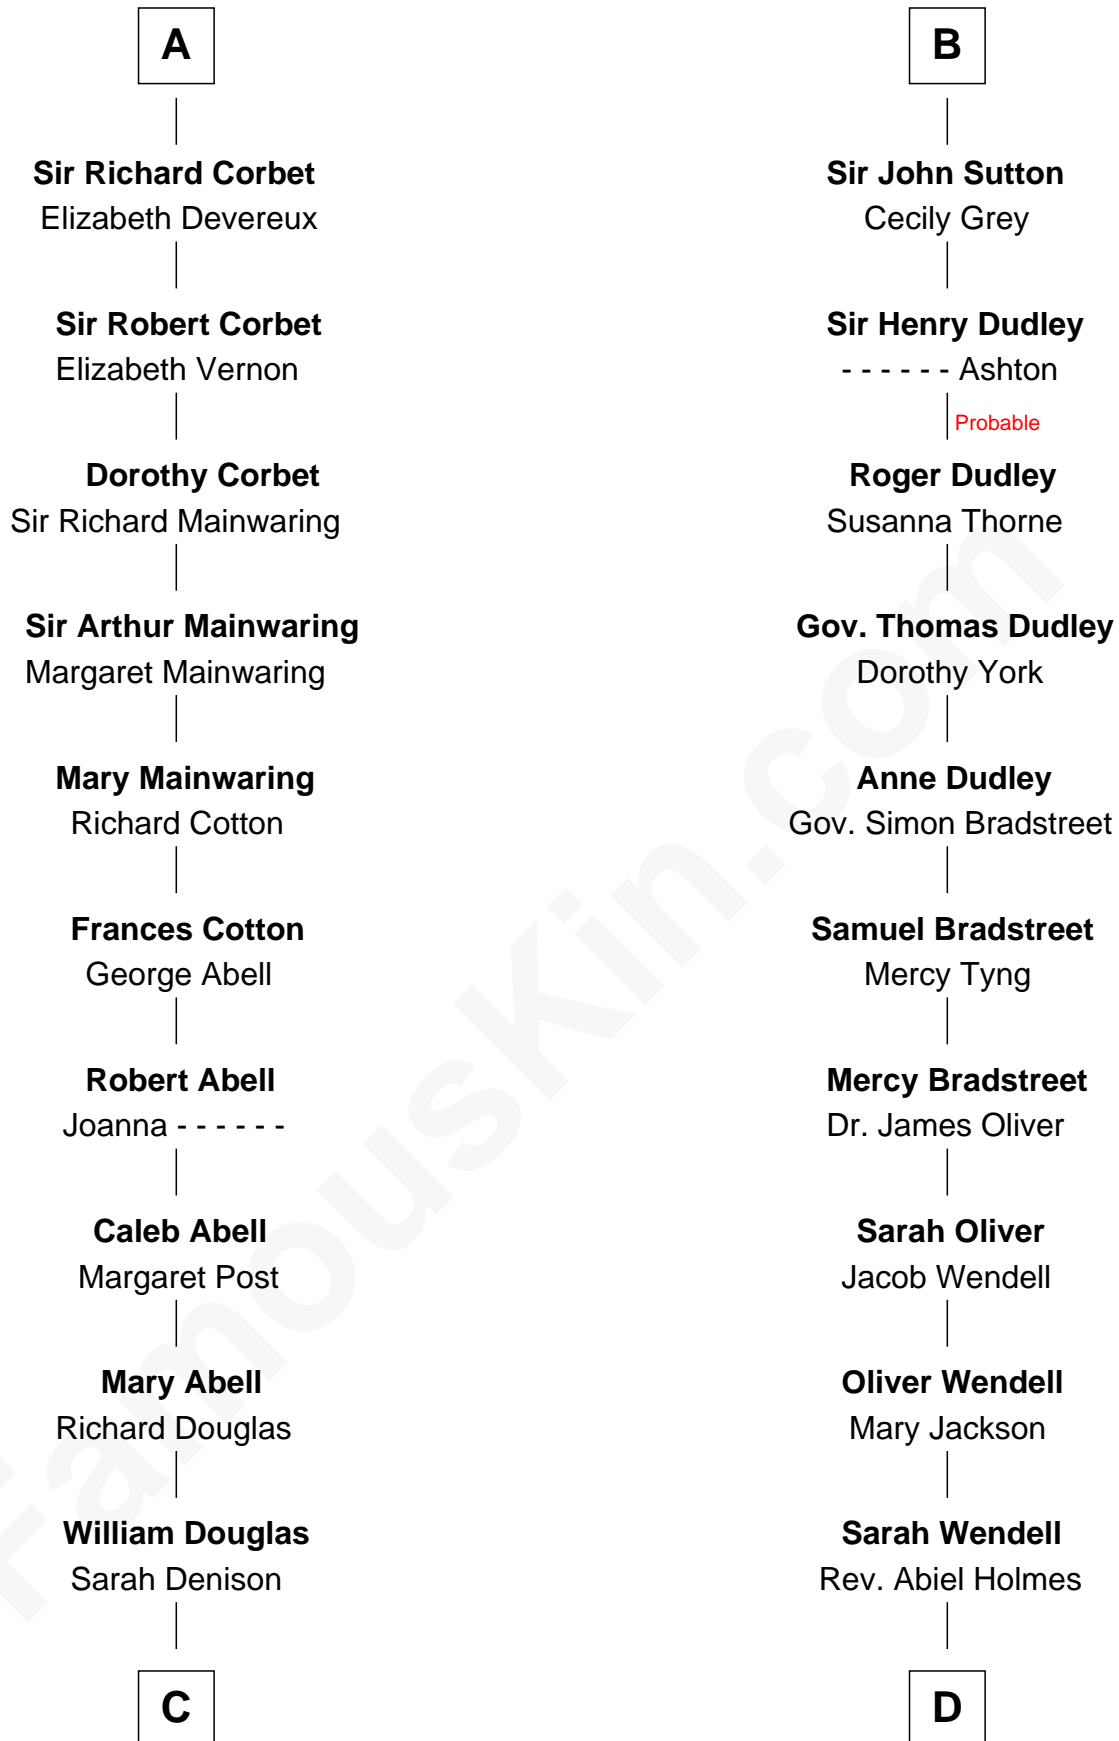 A
Sir Richard Corbet
Elizabeth Devereux
Sir Robert Corbet
Elizabeth Vernon
Dorothy Corbet
Sir Richard Mainwaring
Sir Arthur Mainwaring
Margaret Mainwaring
Mary Mainwaring
Richard Cotton
Frances Cotton
George Abell
Robert Abell
Joanna - - - - - -
Caleb Abell
Margaret Post
Mary Abell
Richard Douglas
William Douglas
Sarah Denison
C
B
Sir John Sutton
Cecily Grey
Sir Henry Dudley
- - - - - - Ashton
Probable
Roger Dudley
Susanna Thorne
Gov. Thomas Dudley
Dorothy York
Anne Dudley
Gov. Simon Bradstreet
Samuel Bradstreet
Mercy Tyng
Mercy Bradstreet
Dr. James Oliver
Sarah Oliver
Jacob Wendell
Oliver Wendell
Mary Jackson
Sarah Wendell
Rev. Abiel Holmes
D
FamousKin.com